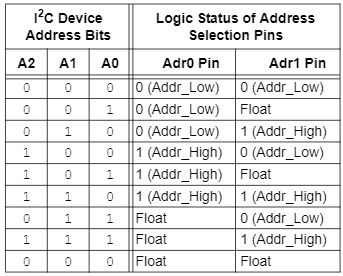 I²C Device Address Bits | Logic Status of Address Selection Pins
A2 | A1 | A0 | Adr0 Pin | Adr1 Pin
0 | 0 | 0 | 0 (Addr_Low) | 0 (Addr_Low)
0 | 0 | 1 | 0 (Addr_Low) | Float
0 | 1 | 0 | 0 (Addr_Low) | 1 (Addr_High)
1 | 0 | 0 | 1 (Addr_High) | 0 (Addr_Low)
1 | 0 | 1 | 1 (Addr_High) | Float
1 | 1 | 0 | 1 (Addr_High) | 1 (Addr_High)
0 | 1 | 1 | Float | 0 (Addr_Low)
1 | 1 | 1 | Float | 1 (Addr_High)
0 | 0 | 0 | Float | Float